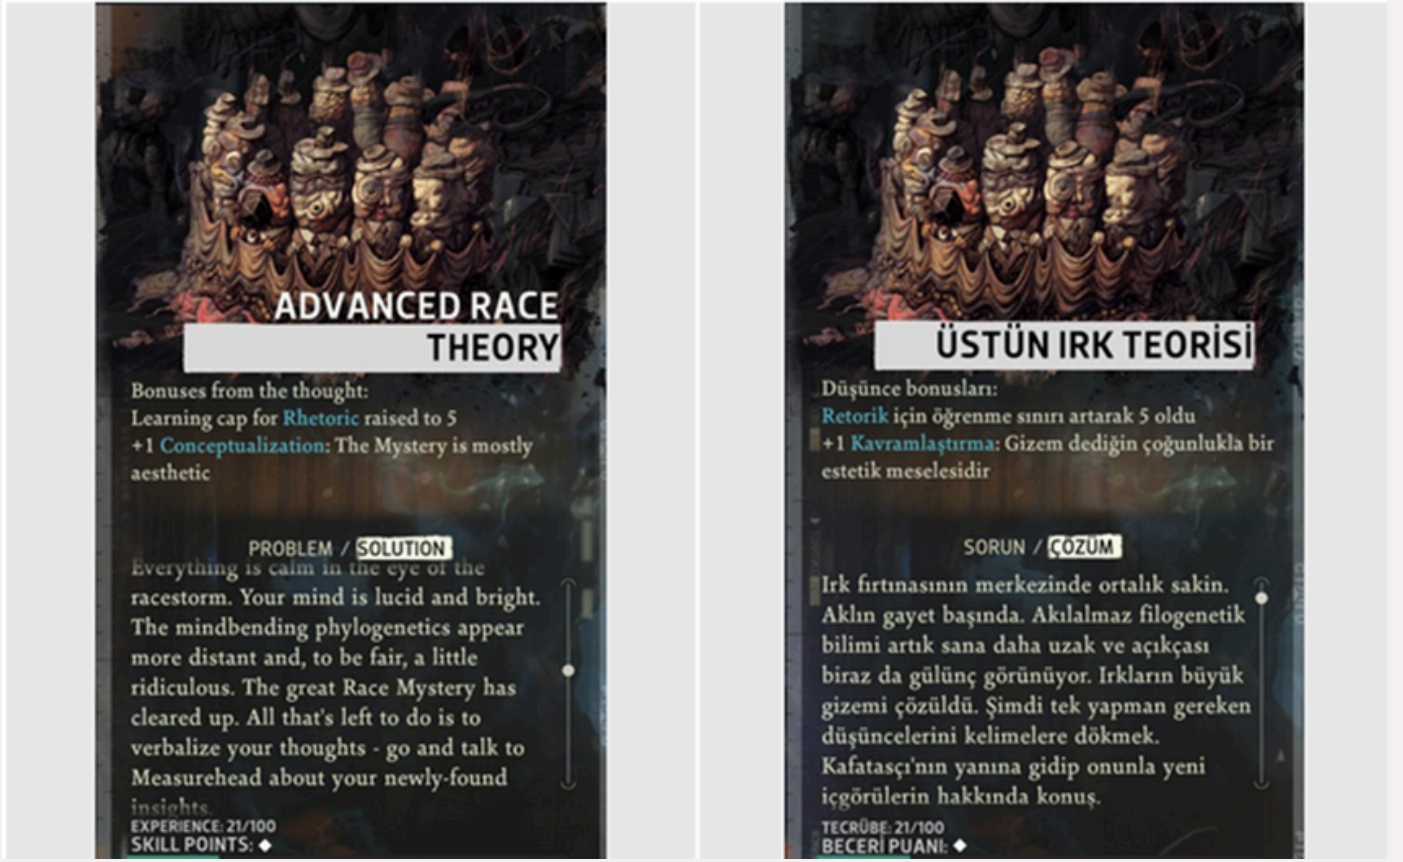 ADVANCED RACE
THEORY
Bonuses from the thought:
Learning cap for Rhetoric raised to 5
+1 Conceptualization: The Mystery is mostly
aesthetic
PROBLEM / SOLUTION
Everything is calm in the eye of the
racestorm. Your mind is lucid and bright.
The mindbending phylogenetics appear
more distant and, to be fair, a little
ridiculous. The great Race Mystery has
cleared up. All that's left to do is to
verbalize your thoughts - go and talk to
Measurehead about your newly-found
insights.
EXPERIENCE: 21/100
SKILL POINTS:
ÜSTÜN IRK TEORİSİ
Düşünce bonusları:
Retorik için öğrenme sınırı artarak 5 oldu
+1 Kavramlaştırma: Gizem dediğin çoğunlukla bir
estetik meselesidir
SORUN / ÇÖZÜM
Irk fırtınasının merkezinde ortalık sakin.
Aklın gayet başında. Akılalmaz filogenetik
bilimi artık sana daha uzak ve açıkçası
biraz da gülünç görünüyor. Irkların büyük
gizemi çözüldü. Şimdi tek yapman gereken
düşüncelerini kelimelere dökmek.
Kafatasçı'nın yanına gidip onunla yeni
içgörülerin hakkında konuş.
TECRÜBE: 21/100
BECERİ PUANI: